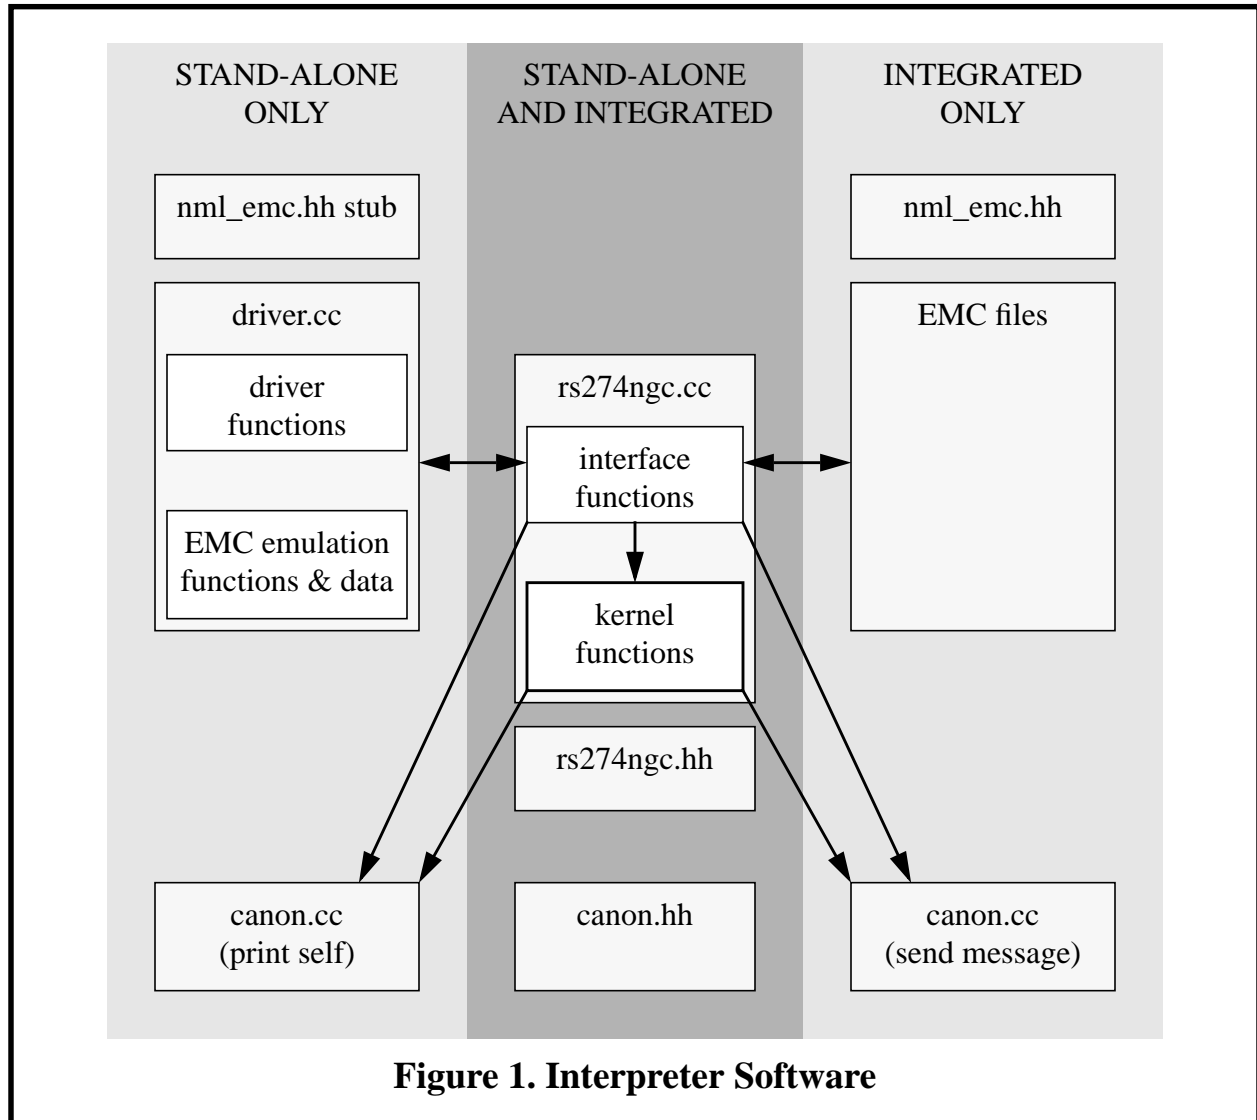 STAND-ALONE
ONLY
STAND-ALONE
AND INTEGRATED
INTEGRATED
ONLY
nml_emc.hh stub
nml_emc.hh
driver.cc
driver
functions
EMC emulation
functions & data
rs274ngc.cc
interface
functions
kernel
functions
EMC files
rs274ngc.hh
canon.cc
(print self)
canon.hh
canon.cc
(send message)
Figure 1. Interpreter Software